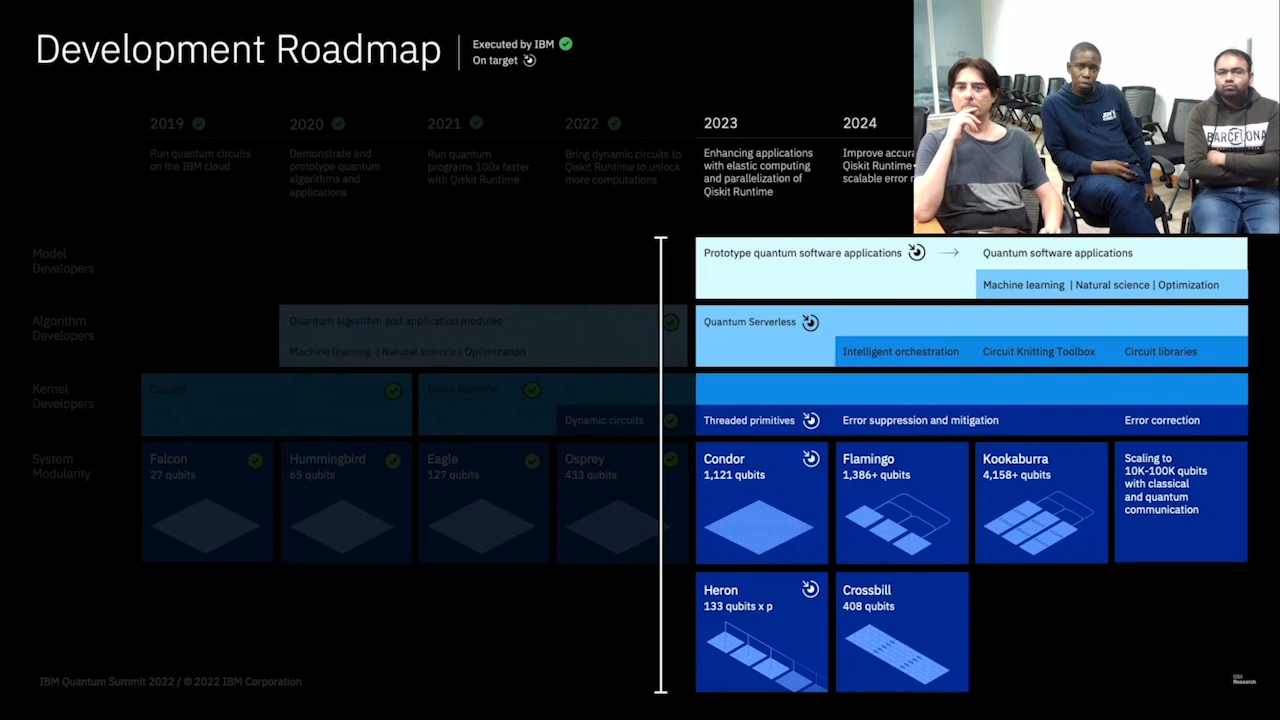 Development Roadmap
Executed by IBM
On target
2019
2020
2021
2022
2023
2024
Run quantum circuits
on the IBM cloud
Demonstrate and
prototype quantum
algorithms and
applications
Run quantum
programs 100x faster
with Qiskit Runtime
Bring dynamic circuits to
Qiskit Runtime to unlock
more computations
Enhancing applications
with elastic computing
and parallelization of
Qiskit Runtime
Improve
Qiskit Runtime
scalable error
BARCELONA
Model
Developers
Prototype quantum software applications
Quantum software applications
Machine learning | Natural science | Optimization
Algorithm
Developers
Quantum algorithm and application modules
Machine learning | Natural science | Optimization
Quantum Serverless
Intelligent orchestration
Circuit Knitting Toolbox
Circuit libraries
Kernel
Developers
Circuits
Qiskit Runtime
Dynamic circuits
Threaded primitives
Error suppression and mitigation
Error correction
System
Modularity
Falcon
27 qubits
Hummingbird
65 qubits
Eagle
127 qubits
Osprey
433 qubits
Condor
1,121 qubits
Flamingo
1,386+ qubits
Kookaburra
4,158+ qubits
Scaling to
10K-100K qubits
with classical
and quantum
communication
Heron
133 qubits x p
Crossbill
408 qubits
IBM Quantum Summit 2022 / © 2022 IBM Corporation
IBM
Research